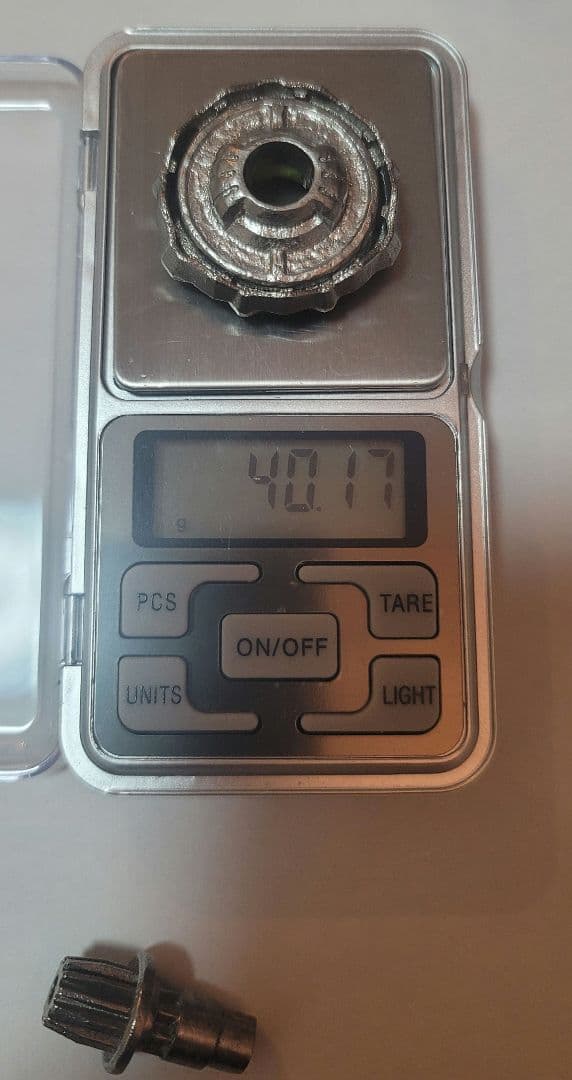 40.17
g
PCS
TARE
ON/OFF
UNITS
LIGHT